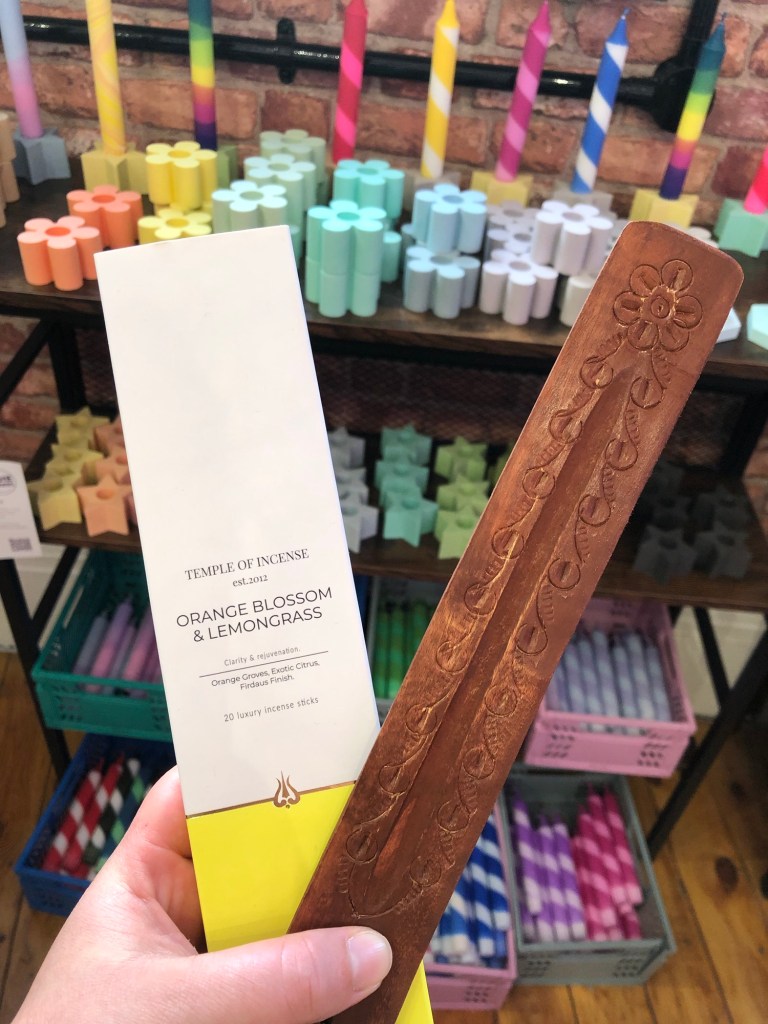 TEMPLE OF INCENSE
est.2012
ORANGE BLOSSOM
& LEMONGRASS
Clarity & rejuvenation.
Orange Groves, Exotic Citrus,
Firdaus Finish.
20 luxury incense sticks